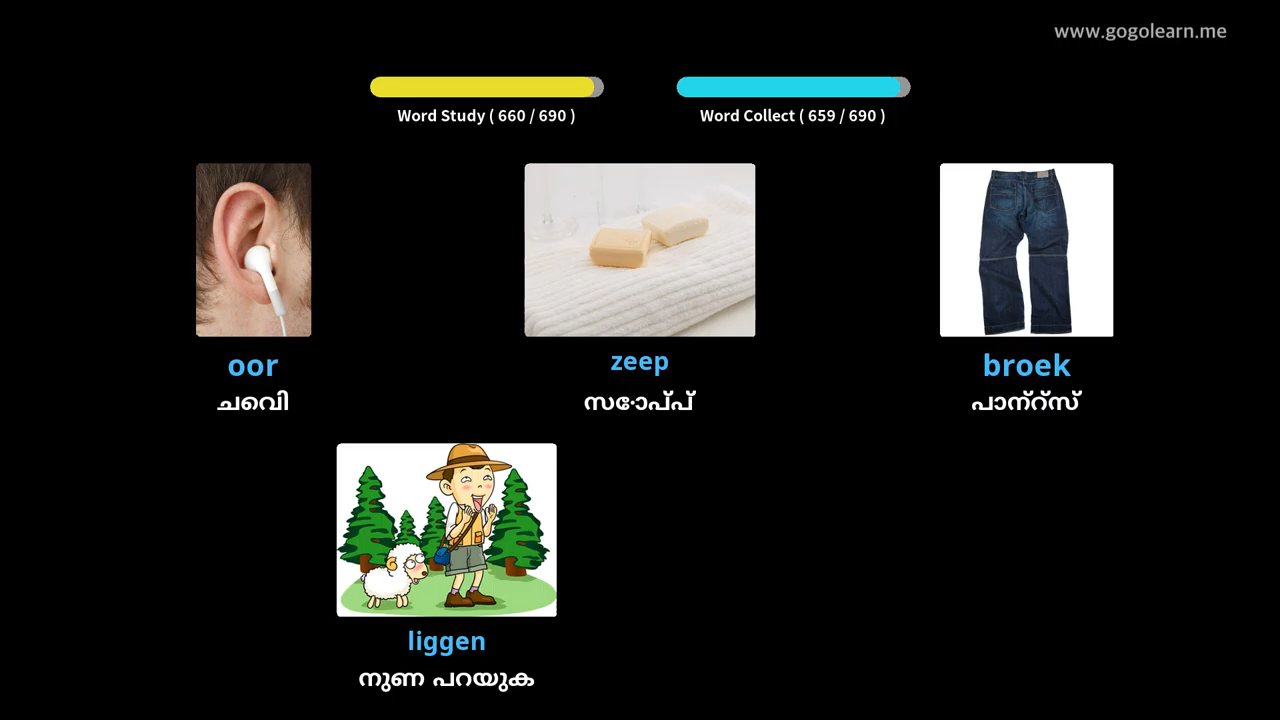 www.gogolearn.me
Word Study ( 660 / 690 )
Word Collect ( 659 / 690 )
oor
ചവെി
zeep
സോപ്പ്
broek
പാന്റ്സ്
liggen
നുണ പറയുക